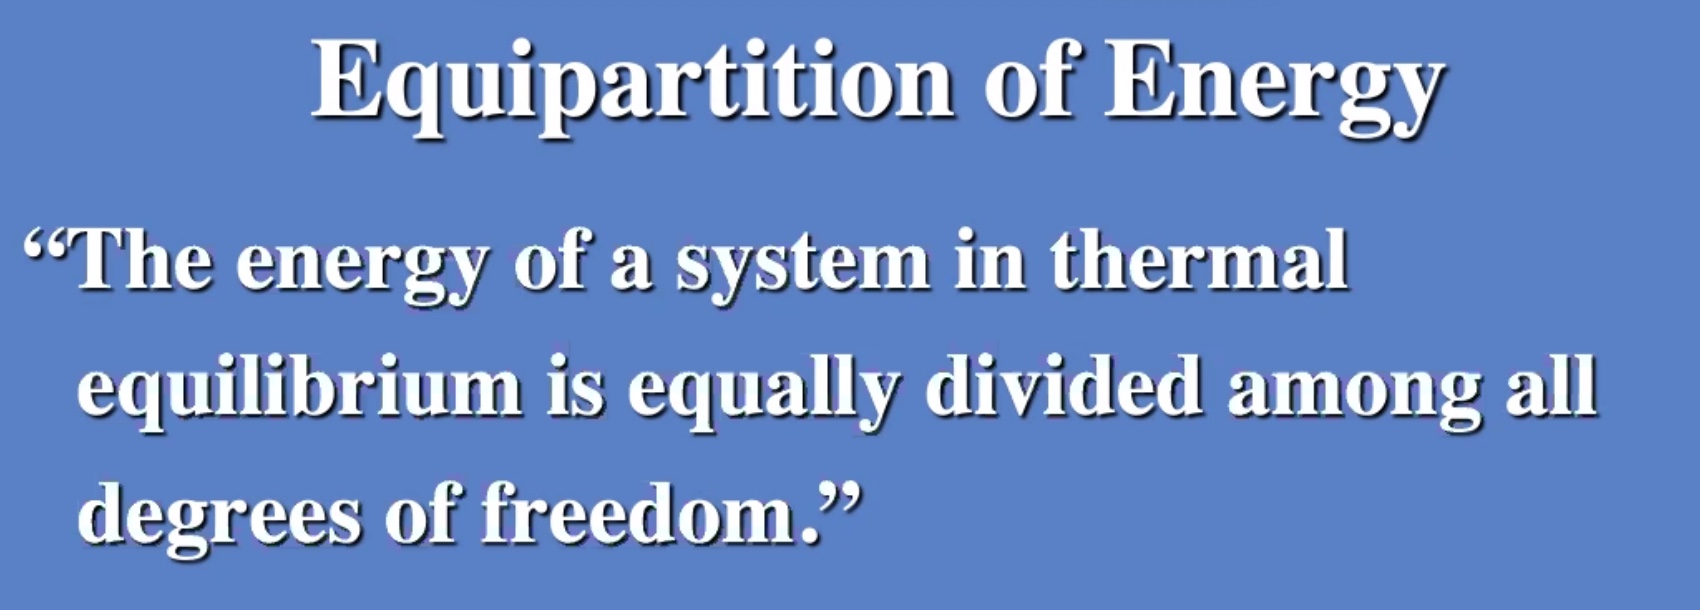 Equipartition of Energy
“The energy of a system in thermal
equilibrium is equally divided among all
degrees of freedom.”